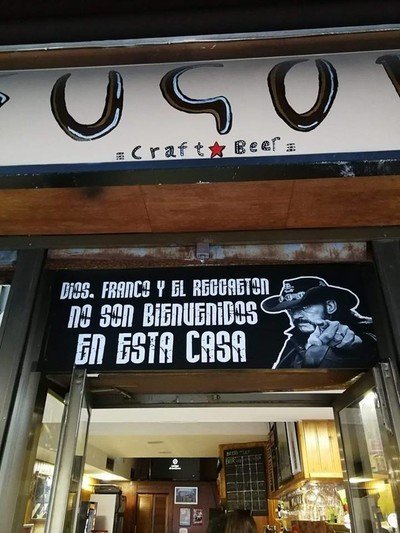 Craft ★ Beer
DIOS, FRANCO Y EL REGGAETON
NO SON BIENVENIDOS
EN ESTA CASA